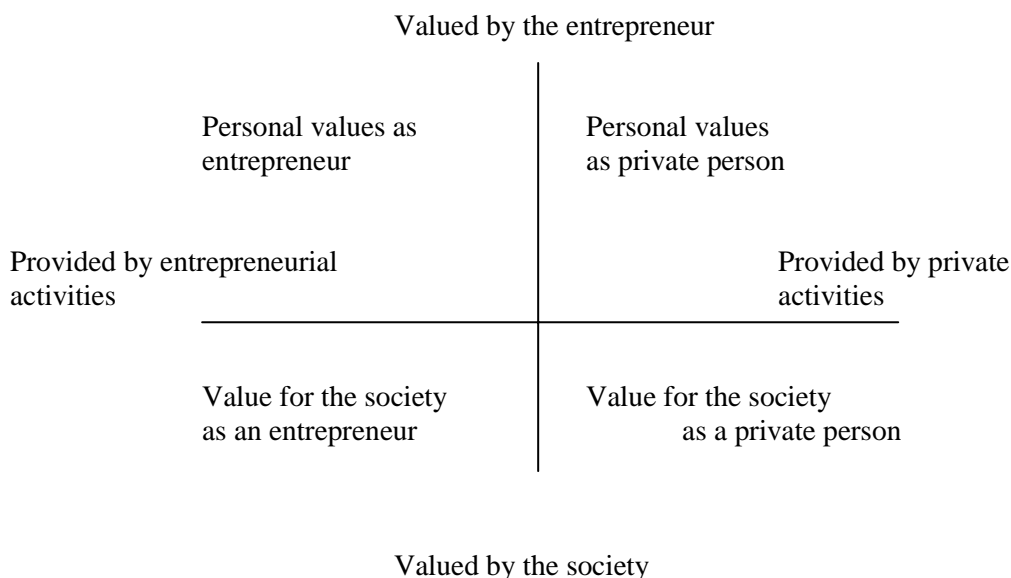 Valued by the entrepreneur
Personal values as
entrepreneur
Personal values
as private person
Provided by entrepreneurial
activities
Provided by private
activities
Value for the society
as an entrepreneur
Value for the society
as a private person
Valued by the society